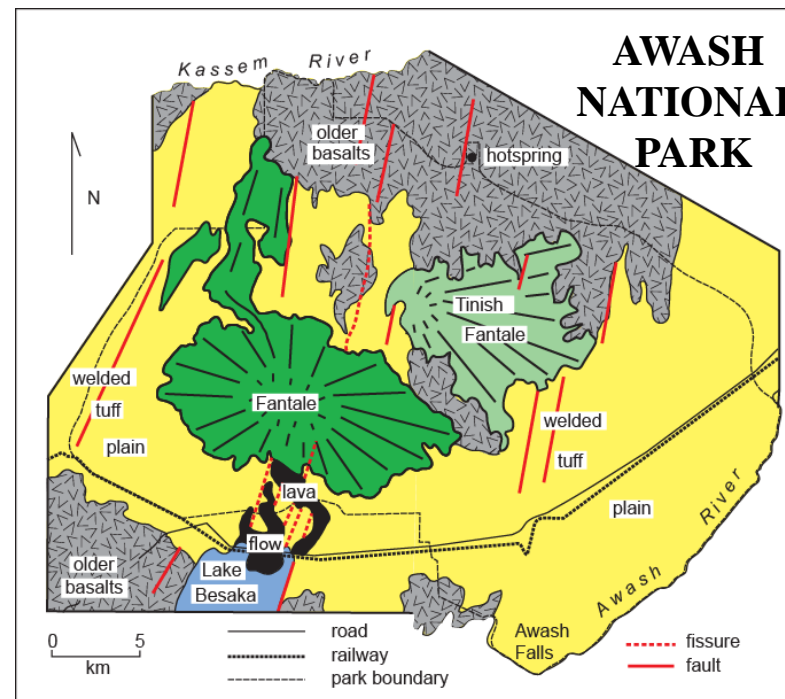 AWASH
NATIONAL
PARK
Kassem River
older
basalts
hotspring
N
Tinish
Fantale
welded
tuff
plain
Fantale
welded
tuff
plain
lava
flow
Lake
Besaka
older
basalts
Awash River
Awash
Falls
0 5
km
road
railway
park boundary
fissure
fault